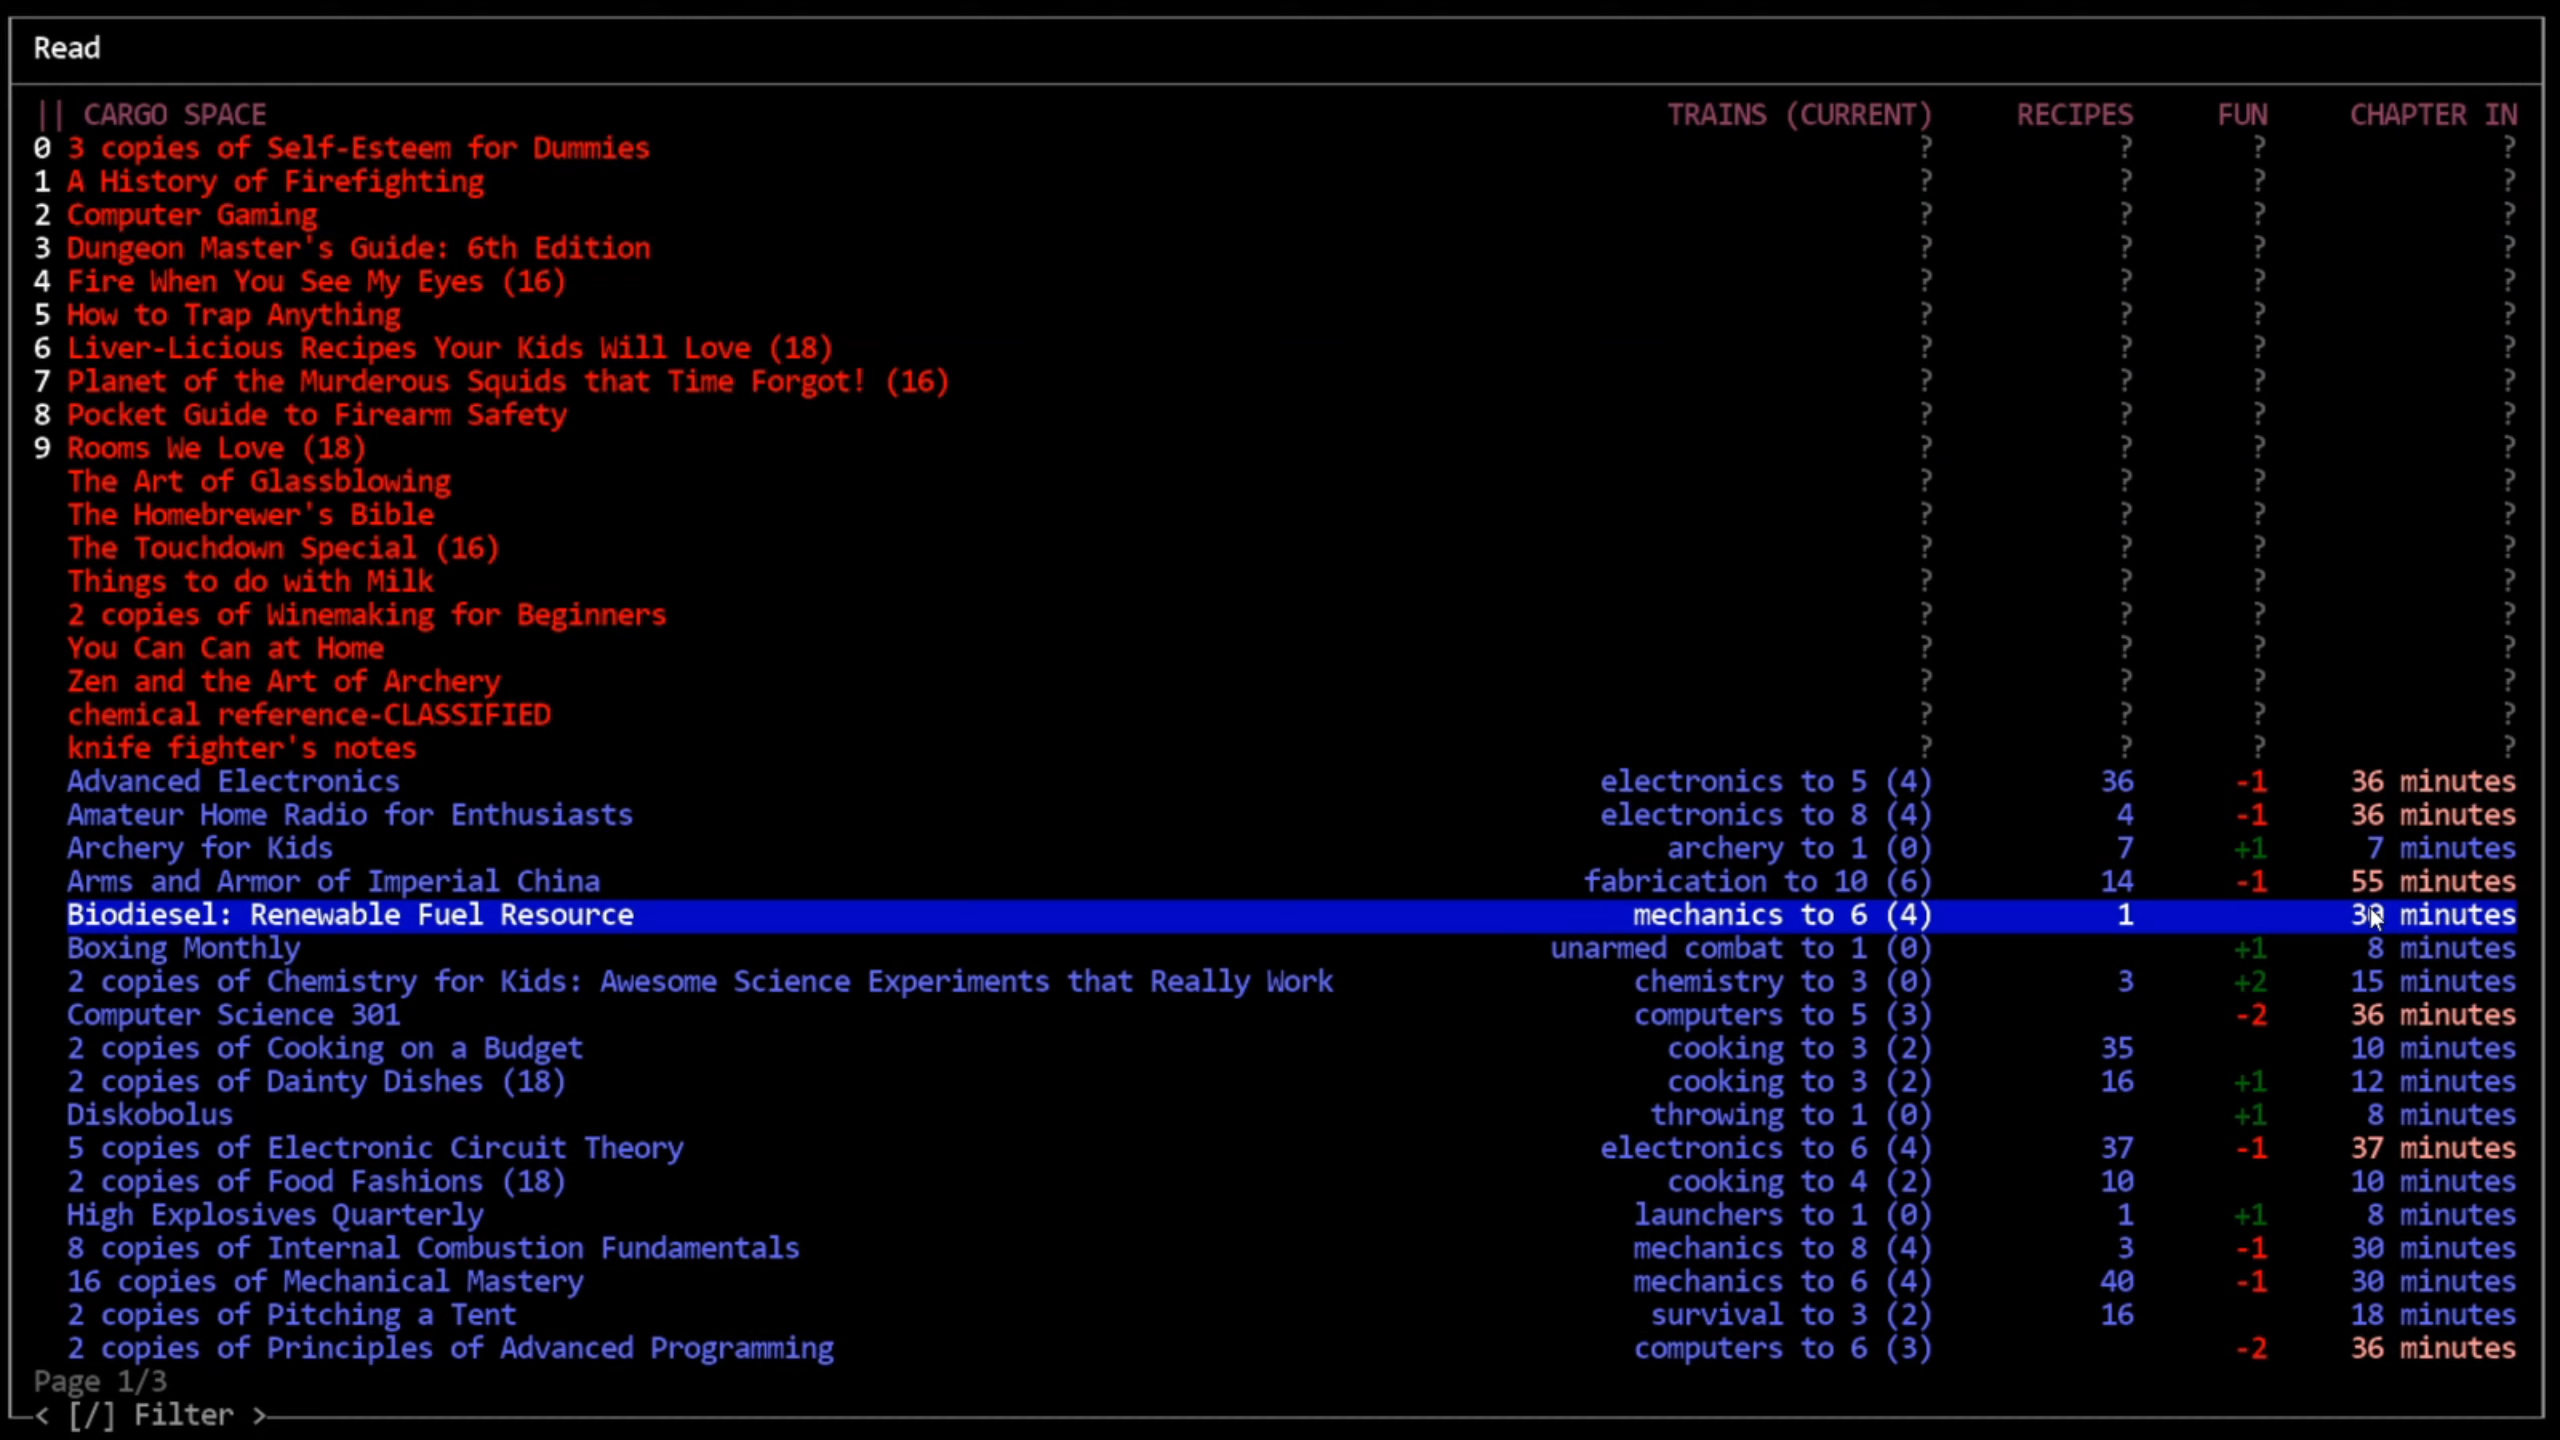 Read
|| CARGO SPACE TRAINS (CURRENT) RECIPES FUN CHAPTER IN
0 3 copies of Self-Esteem for Dummies ? ? ? ?
1 A History of Firefighting ? ? ? ?
2 Computer Gaming ? ? ? ?
3 Dungeon Master's Guide: 6th Edition ? ? ? ?
4 Fire When You See My Eyes (16) ? ? ? ?
5 How to Trap Anything ? ? ? ?
6 Liver-Licious Recipes Your Kids Will Love (18) ? ? ? ?
7 Planet of the Murderous Squids that Time Forgot! (16) ? ? ? ?
8 Pocket Guide to Firearm Safety ? ? ? ?
9 Rooms We Love (18) ? ? ? ?
The Art of Glassblowing ? ? ? ?
The Homebrewer's Bible ? ? ? ?
The Touchdown Special (16) ? ? ? ?
Things to do with Milk ? ? ? ?
2 copies of Winemaking for Beginners ? ? ? ?
You Can Can at Home ? ? ? ?
Zen and the Art of Archery ? ? ? ?
chemical reference-CLASSIFIED ? ? ? ?
knife fighter's notes ? ? ? ?
Advanced Electronics electronics to 5 (4) 36 -1 36 minutes
Amateur Home Radio for Enthusiasts electronics to 8 (4) 4 -1 36 minutes
Archery for Kids archery to 1 (0) 7 +1 7 minutes
Arms and Armor of Imperial China fabrication to 10 (6) 14 -1 55 minutes
Biodiesel: Renewable Fuel Resource mechanics to 6 (4) 1 minutes
Boxing Monthly unarmed combat to 1 (0) +1 8 minutes
2 copies of Chemistry for Kids: Awesome Science Experiments that Really Work chemistry to 3 (0) 3 +2 15 minutes
Computer Science 301 computers to 5 (3) -2 36 minutes
2 copies of Cooking on a Budget cooking to 3 (2) 35 10 minutes
2 copies of Dainty Dishes (18) cooking to 3 (2) 16 +1 12 minutes
Diskobolus throwing to 1 (0) +1 8 minutes
5 copies of Electronic Circuit Theory electronics to 6 (4) 37 -1 37 minutes
2 copies of Food Fashions (18) cooking to 4 (2) 10 10 minutes
High Explosives Quarterly launchers to 1 (0) 1 +1 8 minutes
8 copies of Internal Combustion Fundamentals mechanics to 8 (4) 3 -1 30 minutes
16 copies of Mechanical Mastery mechanics to 6 (4) 40 -1 30 minutes
2 copies of Pitching a Tent survival to 3 (2) 16 18 minutes
2 copies of Principles of Advanced Programming computers to 6 (3) -2 36 minutes
Page 1/3
< [/] Filter >